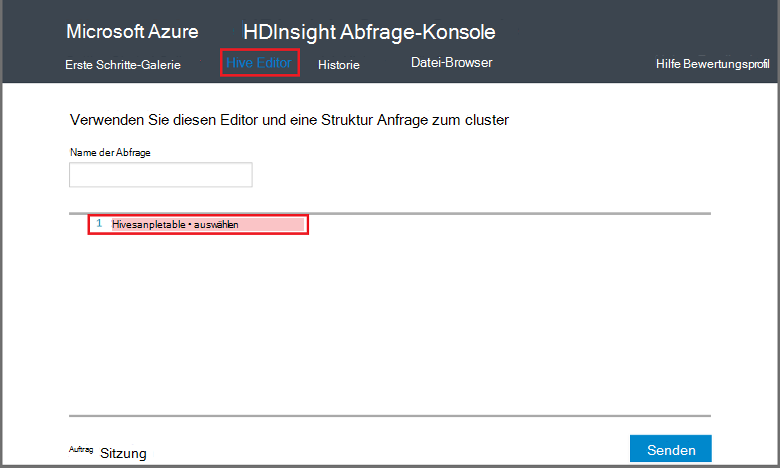 Microsoft Azure HDInsight Abfrage-Konsole
Erste Schritte-Galerie Hive Editor Historie Datei-Browser Hilfe Bewertungsprofil
Verwenden Sie diesen Editor und eine Struktur Anfrage zum cluster
Name der Abfrage
1 Hivesanpletable • auswählen
Auftrag Sitzung Senden